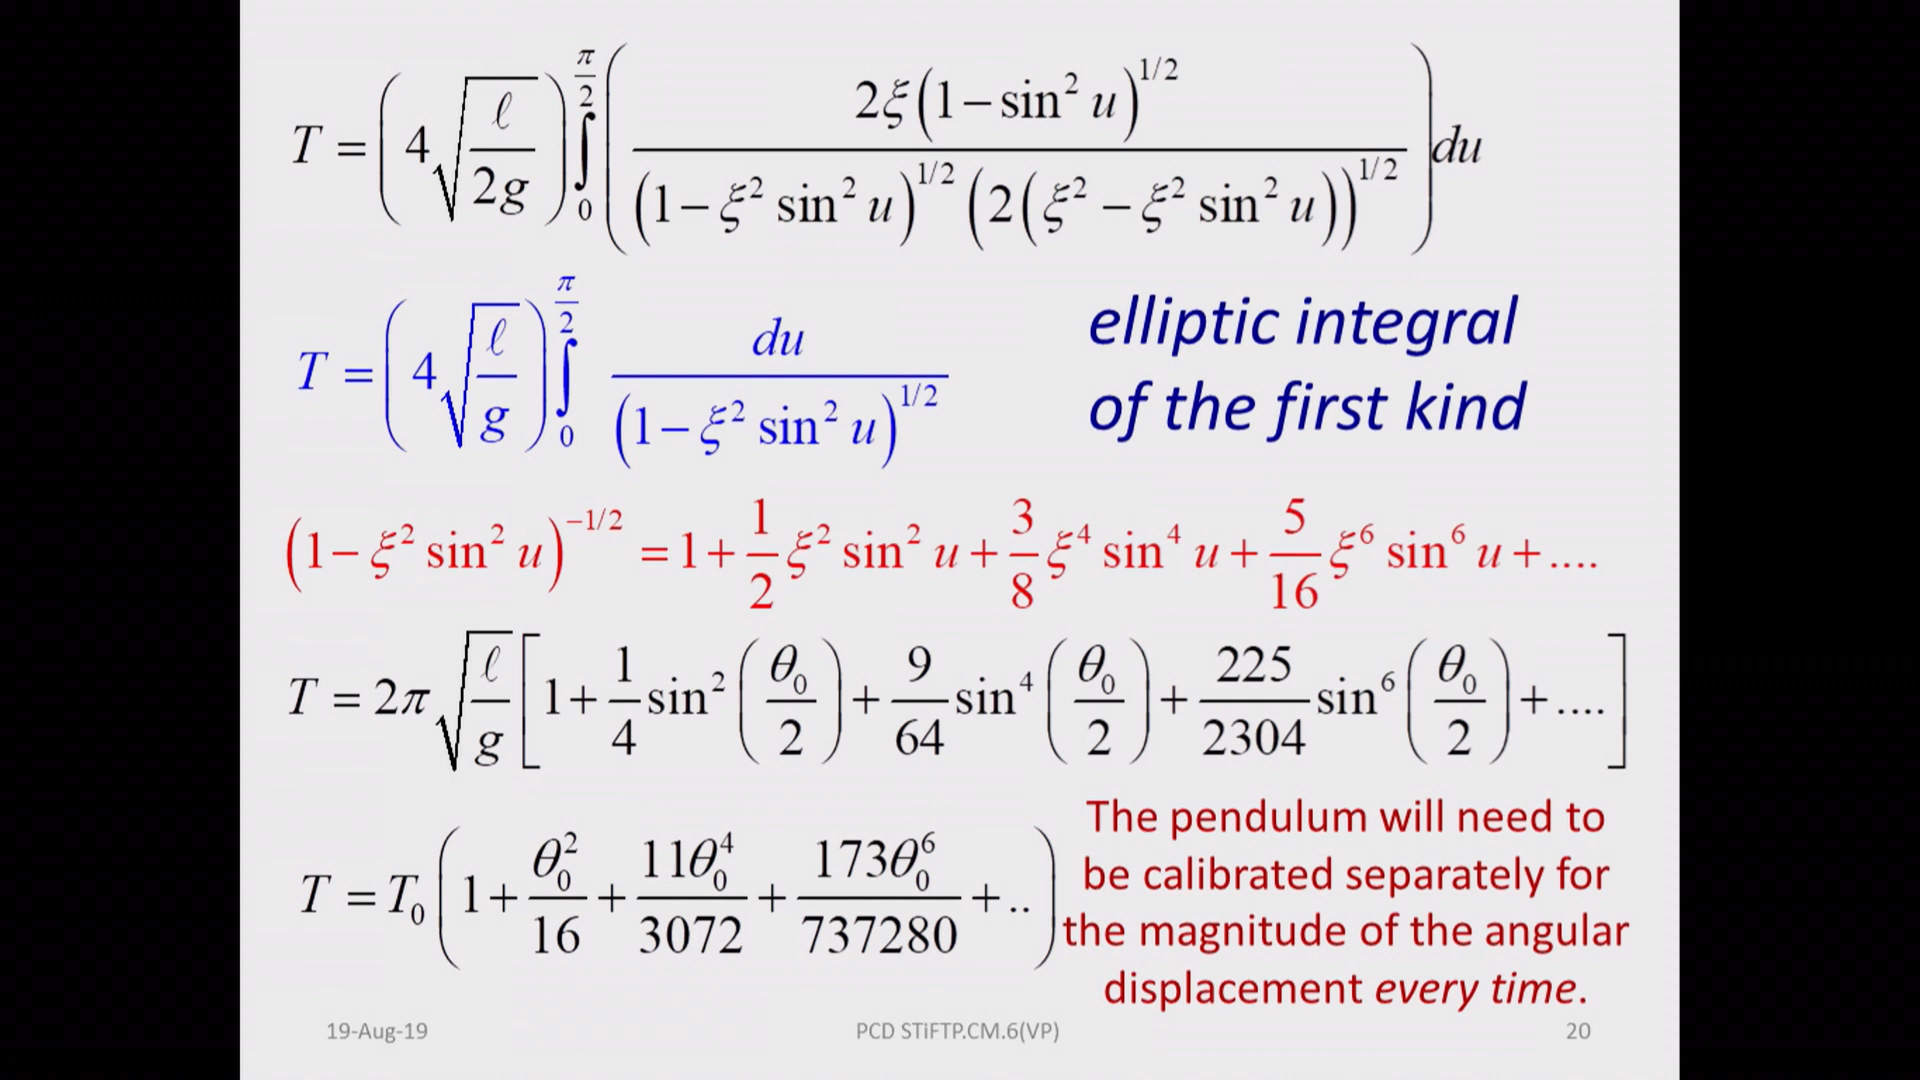 T = (4√(ℓ/2g)) ∫₀^(π/2) ( 2ξ(1−sin² u)^(1/2) / ((1−ξ² sin² u)^(1/2) (2(ξ²−ξ² sin² u))^(1/2)) ) du
T = (4√(ℓ/g)) ∫₀^(π/2) du / (1−ξ² sin² u)^(1/2)
elliptic integral
of the first kind
(1−ξ² sin² u)^(−1/2) = 1 + 1/2 ξ² sin² u + 3/8 ξ⁴ sin⁴ u + 5/16 ξ⁶ sin⁶ u + ....
T = 2π √(ℓ/g) [1 + 1/4 sin² (θ₀/2) + 9/64 sin⁴ (θ₀/2) + 225/2304 sin⁶ (θ₀/2) + ....]
T = T₀ (1 + θ₀²/16 + 11θ₀⁴/3072 + 173θ₀⁶/737280 + ..)
The pendulum will need to
be calibrated separately for
the magnitude of the angular
displacement every time.
19-Aug-19
PCD STiFTP.CM.6(VP)
20